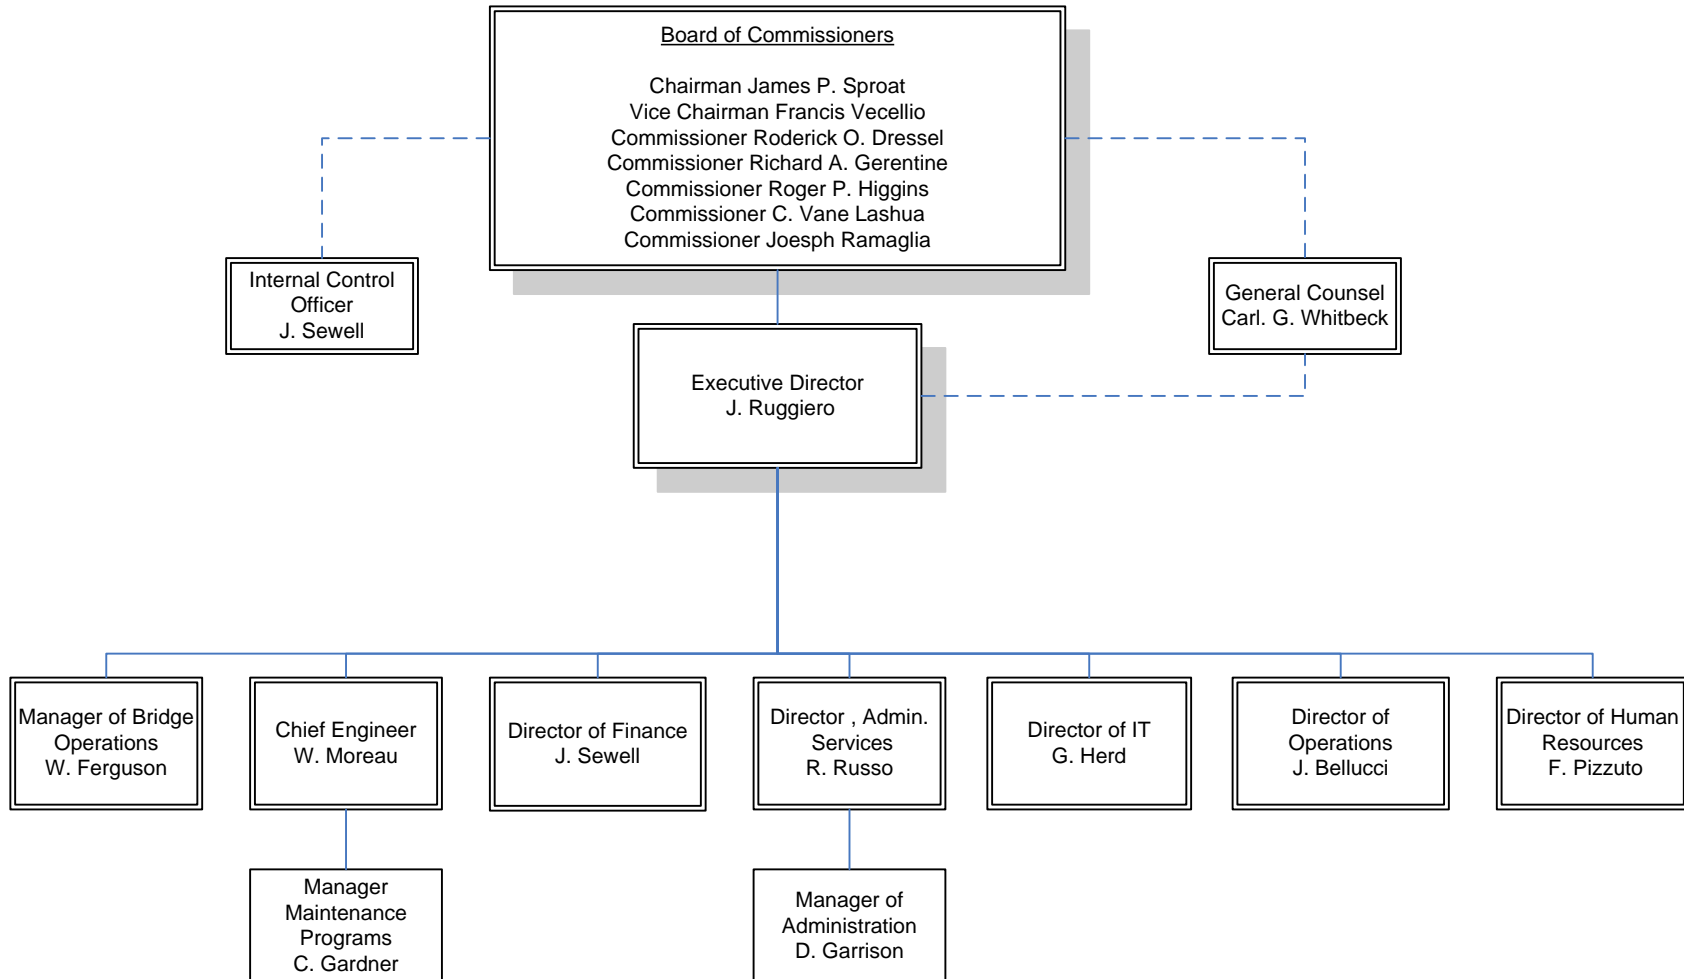 Board of Commissioners
Chairman James P. Sproat
Vice Chairman Francis Vecellio
Commissioner Roderick O. Dressel
Commissioner Richard A. Gerentine
Commissioner Roger P. Higgins
Commissioner C. Vane Lashua
Commissioner Joesph Ramaglia
Internal Control
Officer
J. Sewell
General Counsel
Carl. G. Whitbeck
Executive Director
J. Ruggiero
Manager of Bridge
Operations
W. Ferguson
Chief Engineer
W. Moreau
Director of Finance
J. Sewell
Director , Admin.
Services
R. Russo
Director of IT
G. Herd
Director of
Operations
J. Bellucci
Director of Human
Resources
F. Pizzuto
Manager
Maintenance
Programs
C. Gardner
Manager of
Administration
D. Garrison